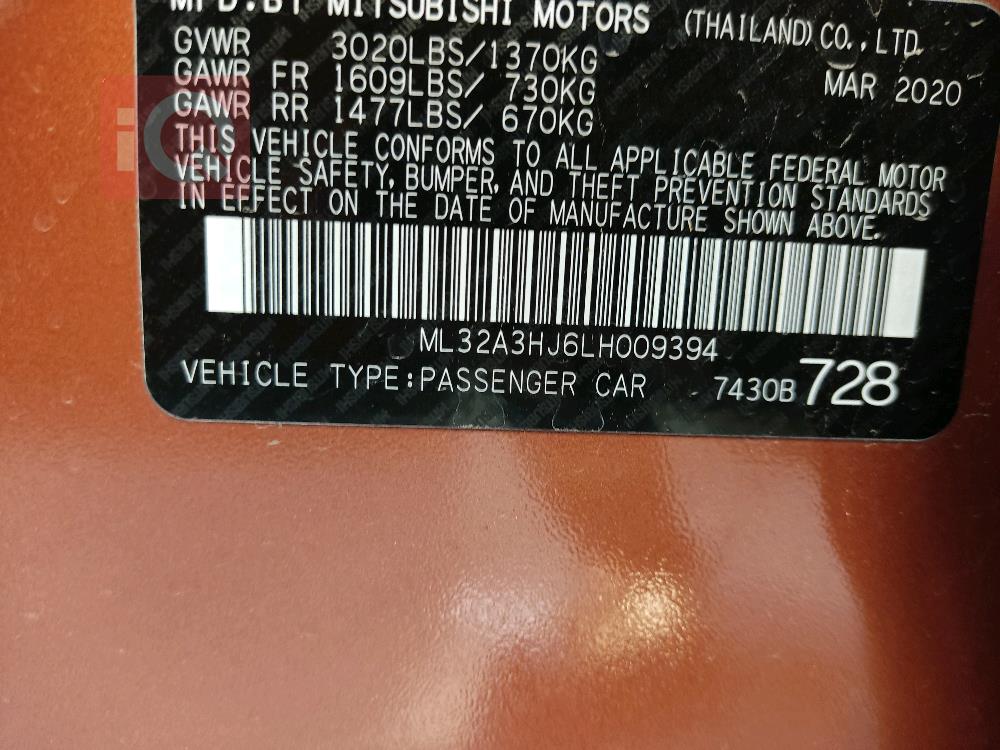 MFD.BY MITSUBISHI MOTORS (THAILAND) CO., LTD.
GVWR 3020LBS/1370KG MAR 2020
GAWR FR 1609LBS/ 730KG
GAWR RR 1477LBS/ 670KG
THIS VEHICLE CONFORMS TO ALL APPLICABLE FEDERAL MOTOR
VEHICLE SAFETY, BUMPER, AND THEFT PREVENTION STANDARDS
IN EFFECT ON THE DATE OF MANUFACTURE SHOWN ABOVE.
ML32A3HJ6LH009394
VEHICLE TYPE:PASSENGER CAR 7430B 728